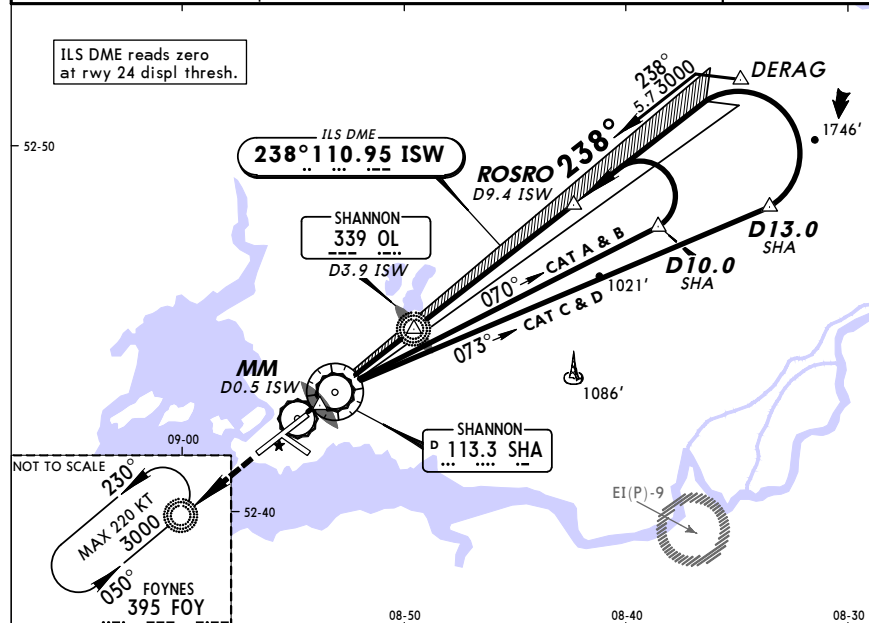 ILS DME reads zero
at rwy 24 displ thresh.
238°
5.7 3000
DERAG
1746'
52-50
ILS DME
238° 110.95 ISW
ROSRO 238°
D9.4 ISW
SHANNON
339 OL
D3.9 ISW
D13.0
SHA
D10.0
SHA
070° CAT A & B
1021'
073° CAT C & D
MM
D0.5 ISW
1086'
SHANNON
D 113.3 SHA
09-00
NOT TO SCALE
230°
MAX 220 KT
3000
050°
FOYNES
395 FOY
52-40
EI(P)-9
08-50
08-40
08-30